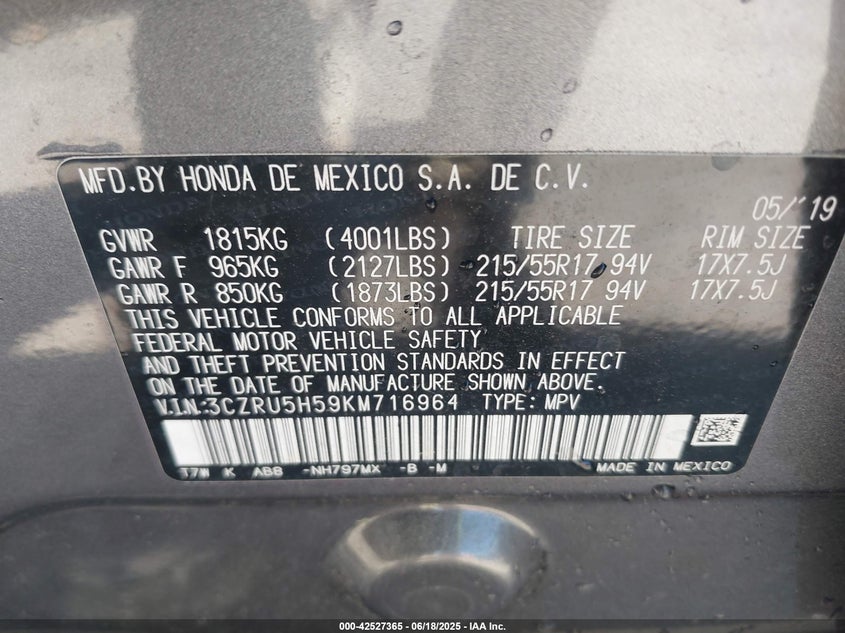 MFD.BY HONDA DE MEXICO S.A. DE C.V.
05/'19
GVWR 1815KG (4001LBS) TIRE SIZE RIM SIZE
GAWR F 965KG (2127LBS) 215/55R17 94V 17X7.5J
GAWR R 850KG (1873LBS) 215/55R17 94V 17X7.5J
THIS VEHICLE CONFORMS TO ALL APPLICABLE
FEDERAL MOTOR VEHICLE SAFETY
AND THEFT PREVENTION STANDARDS IN EFFECT
ON THE DATE OF MANUFACTURE SHOWN ABOVE.
V.I.N:3CZRU5H59KM716964 TYPE: MPV
T7W K ABB -NH797MX -B -M MADE IN MEXICO
000-42527365 - 06/18/2025 - IAA Inc.